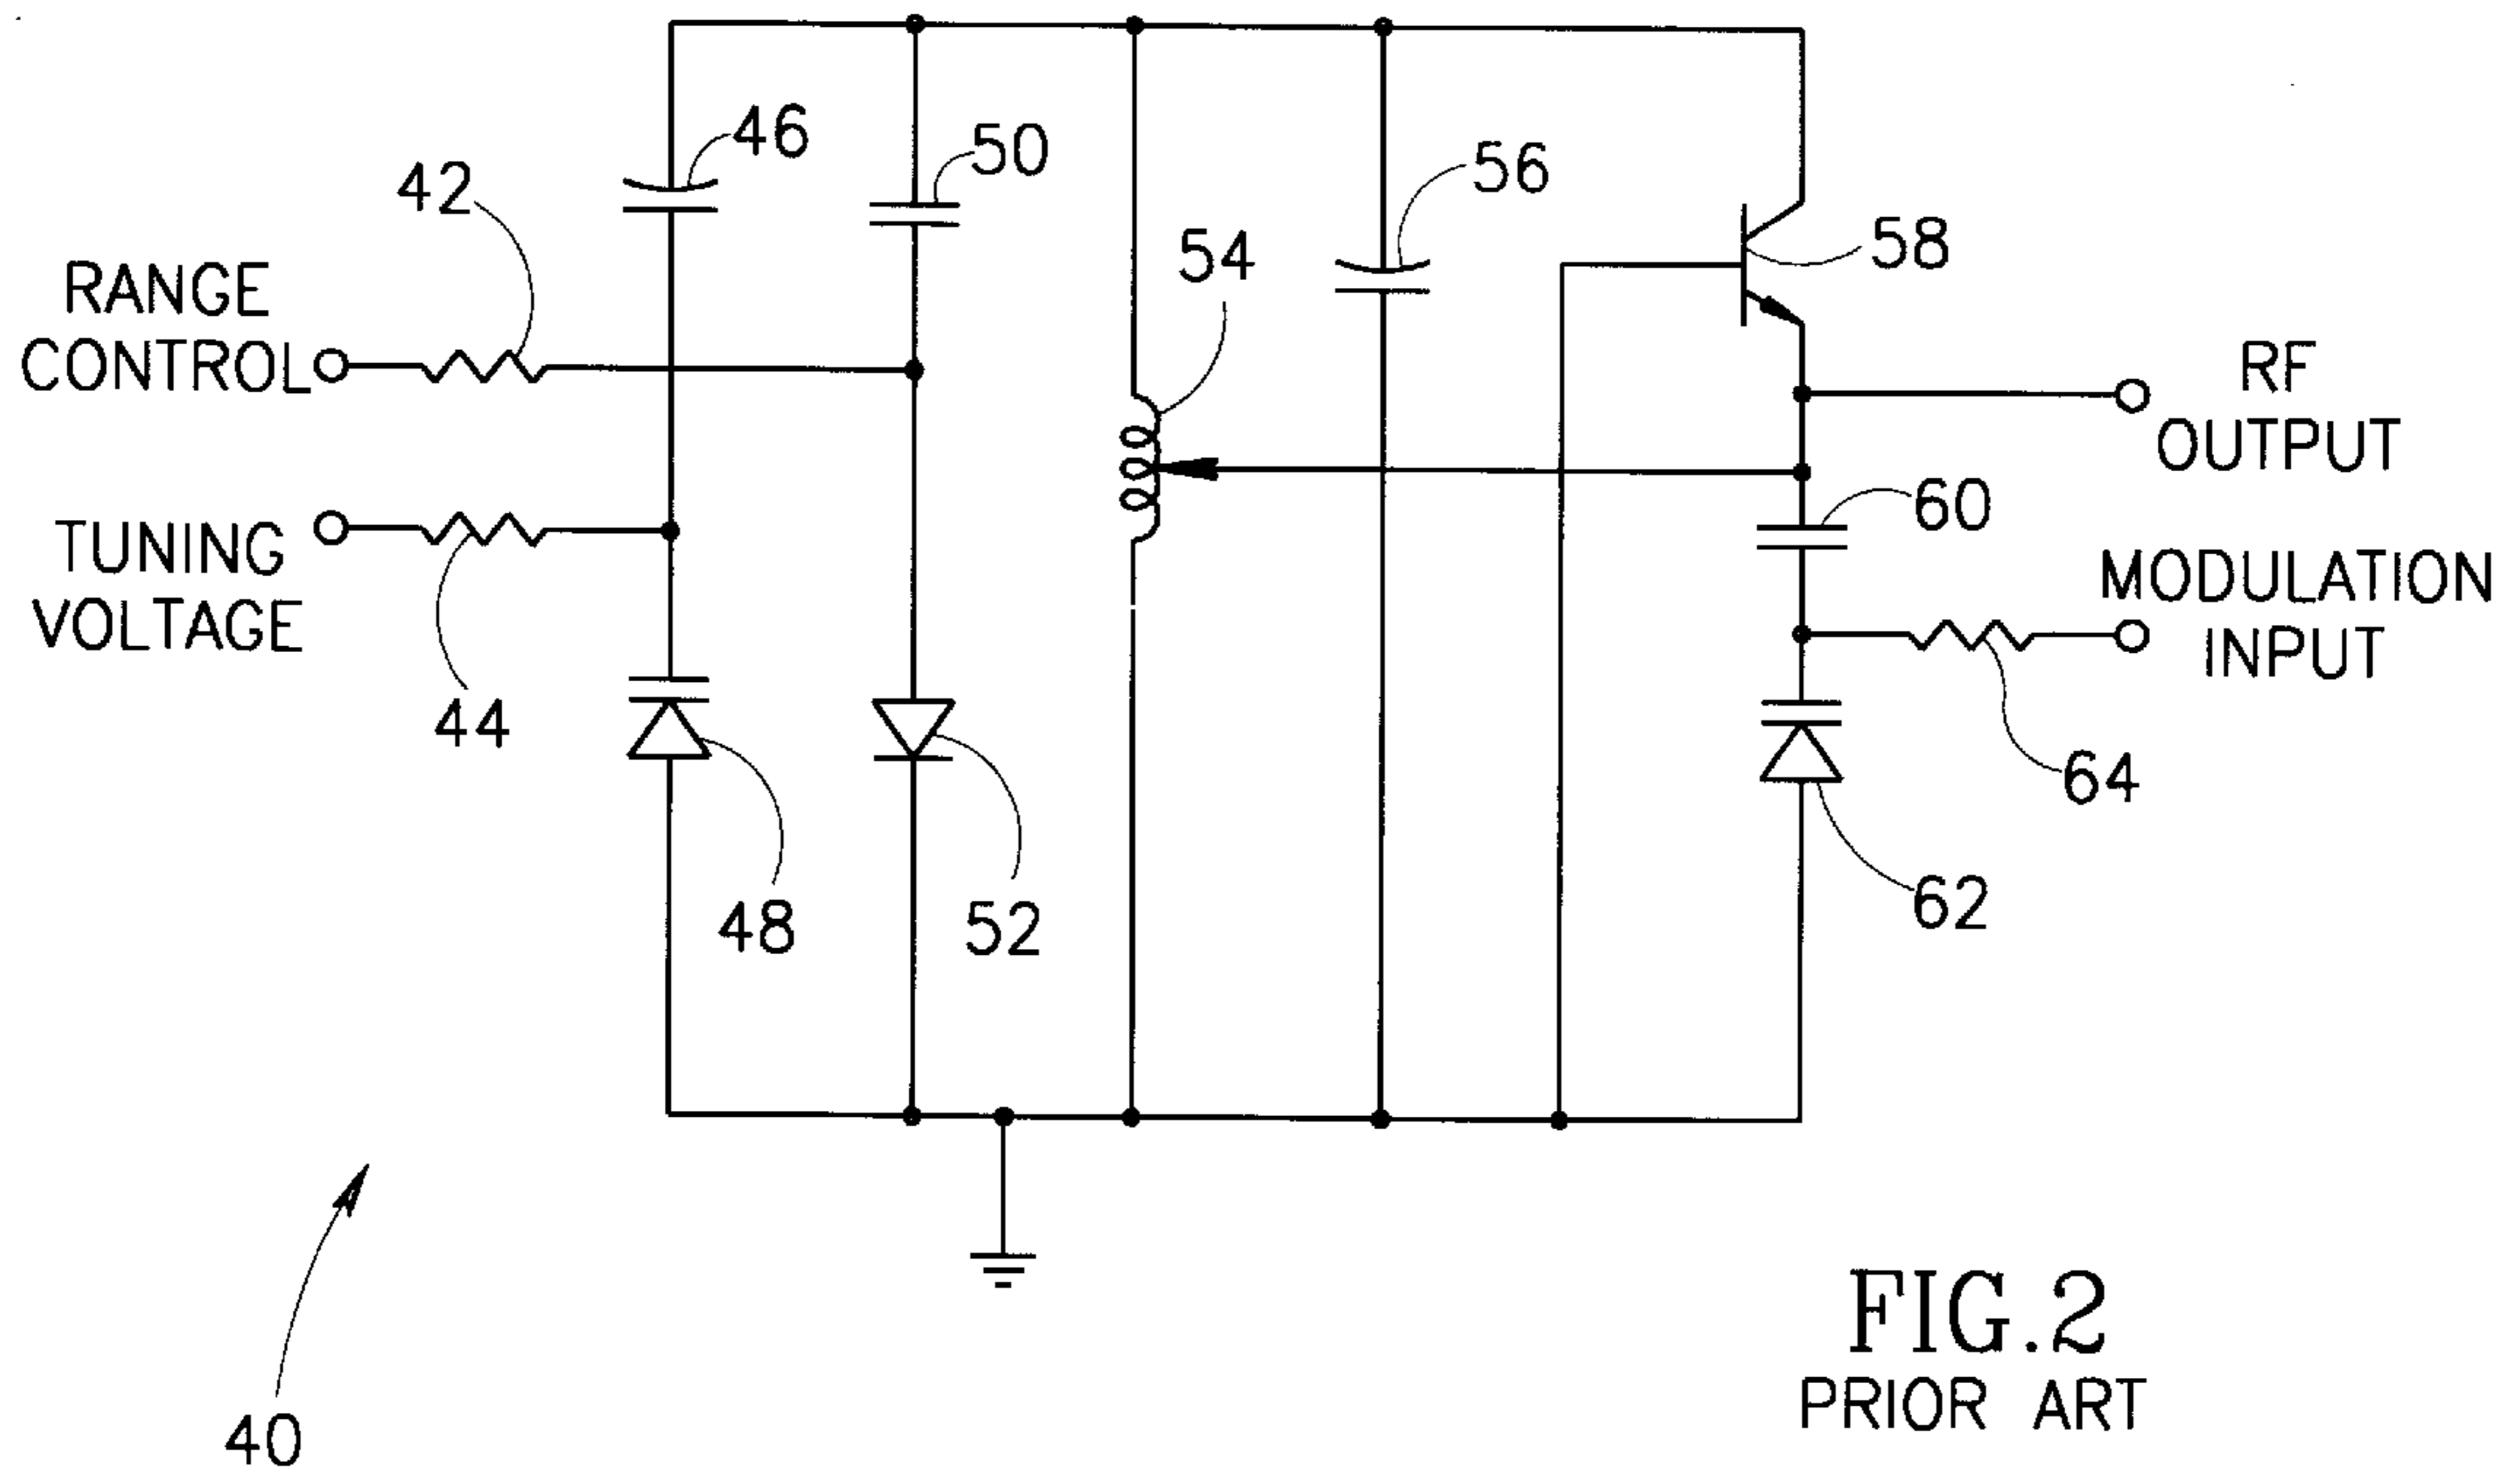 46
50
42
56
54
58
RANGE
CONTROL
RF
OUTPUT
60
TUNING
VOLTAGE
MODULATION
INPUT
44
64
48
52
62
FIG.2
PRIOR ART
40